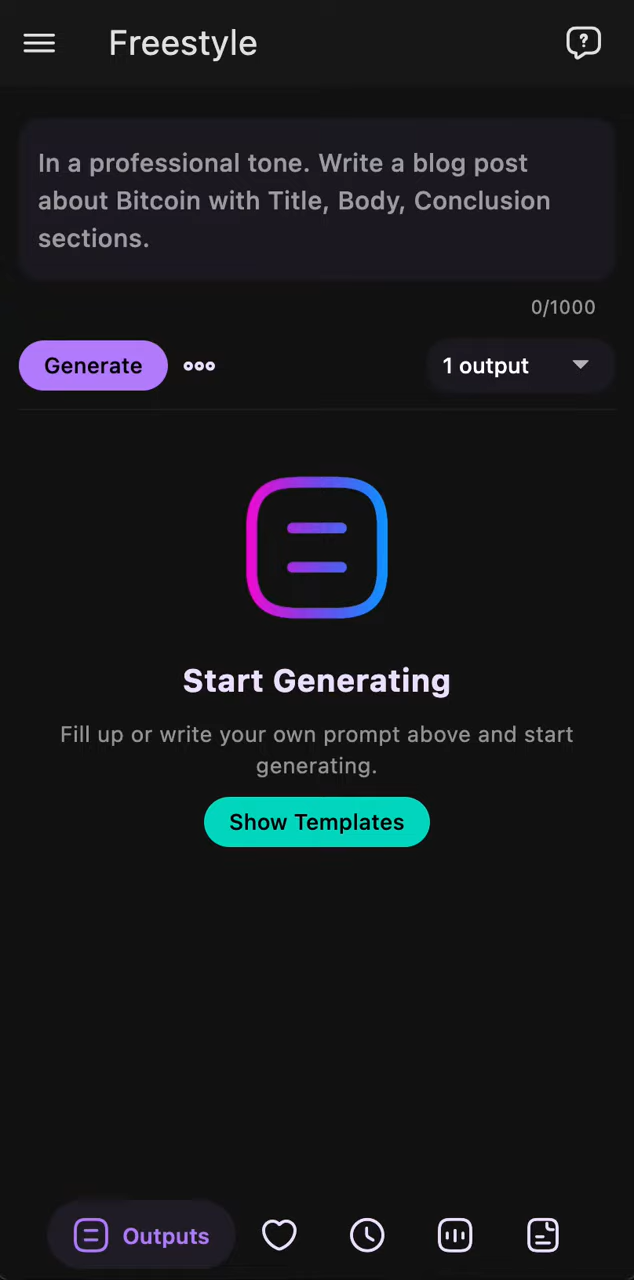 Freestyle
In a professional tone. Write a blog post
about Bitcoin with Title, Body, Conclusion
sections.
0/1000
Generate
1 output
Start Generating
Fill up or write your own prompt above and start
generating.
Show Templates
Outputs